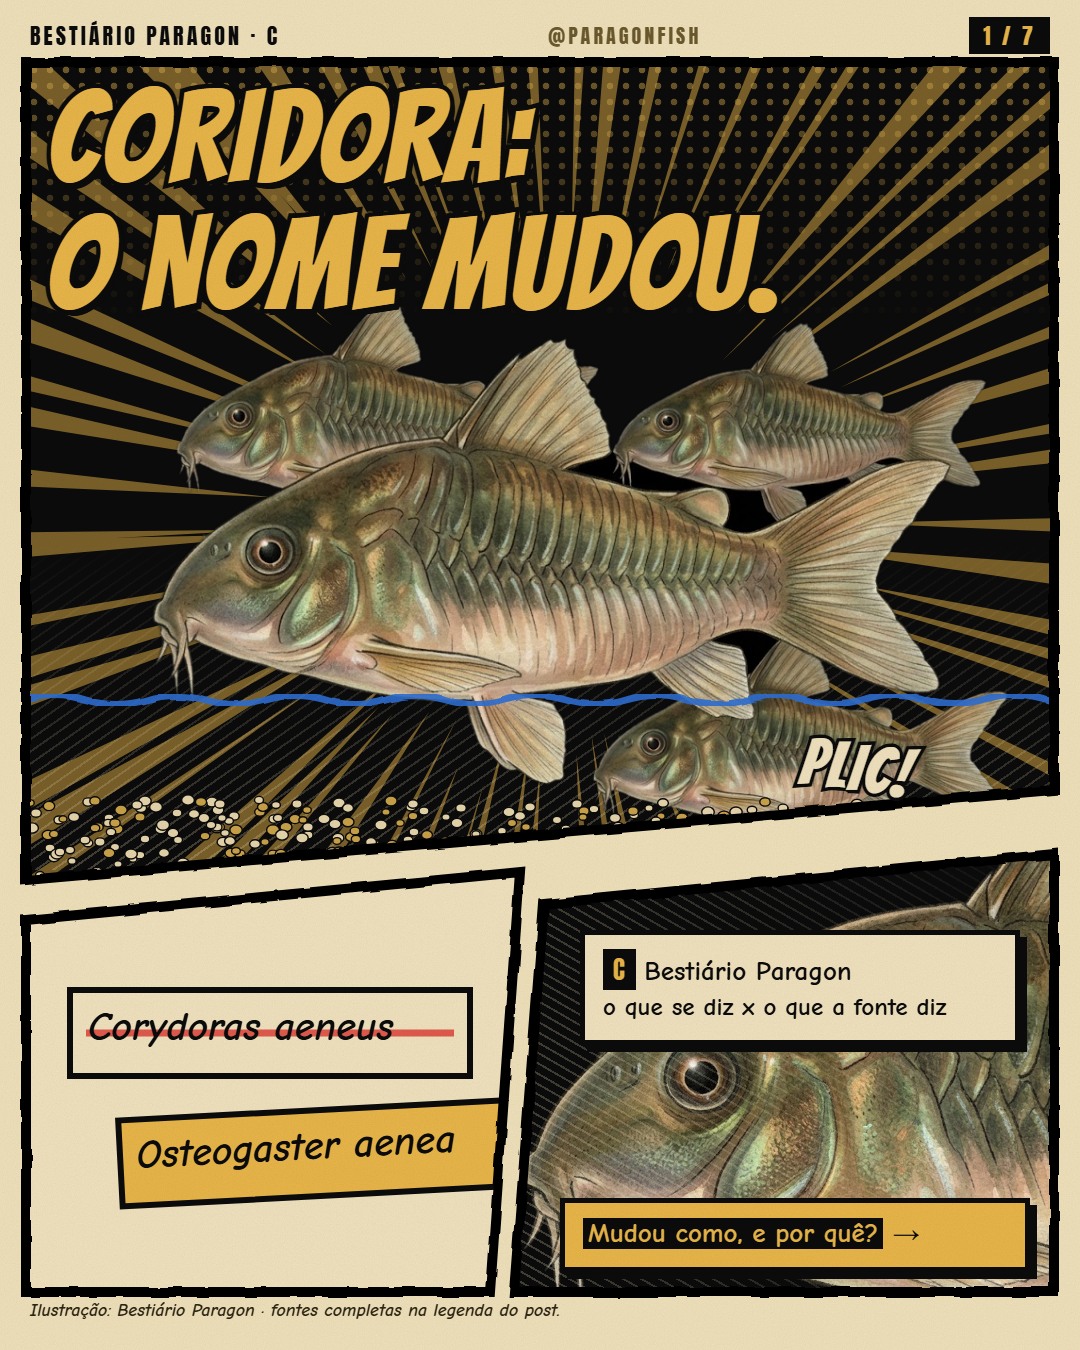 BESTIÁRIO PARAGON · C
@PARAGONFISH
1 / 7
CORIDORA:
O NOME MUDOU.
PLIC!
Corydoras aeneus
Osteogaster aenea
C Bestiário Paragon
o que se diz x o que a fonte diz
Mudou como, e por quê? →
Ilustração: Bestiário Paragon · fontes completas na legenda do post.